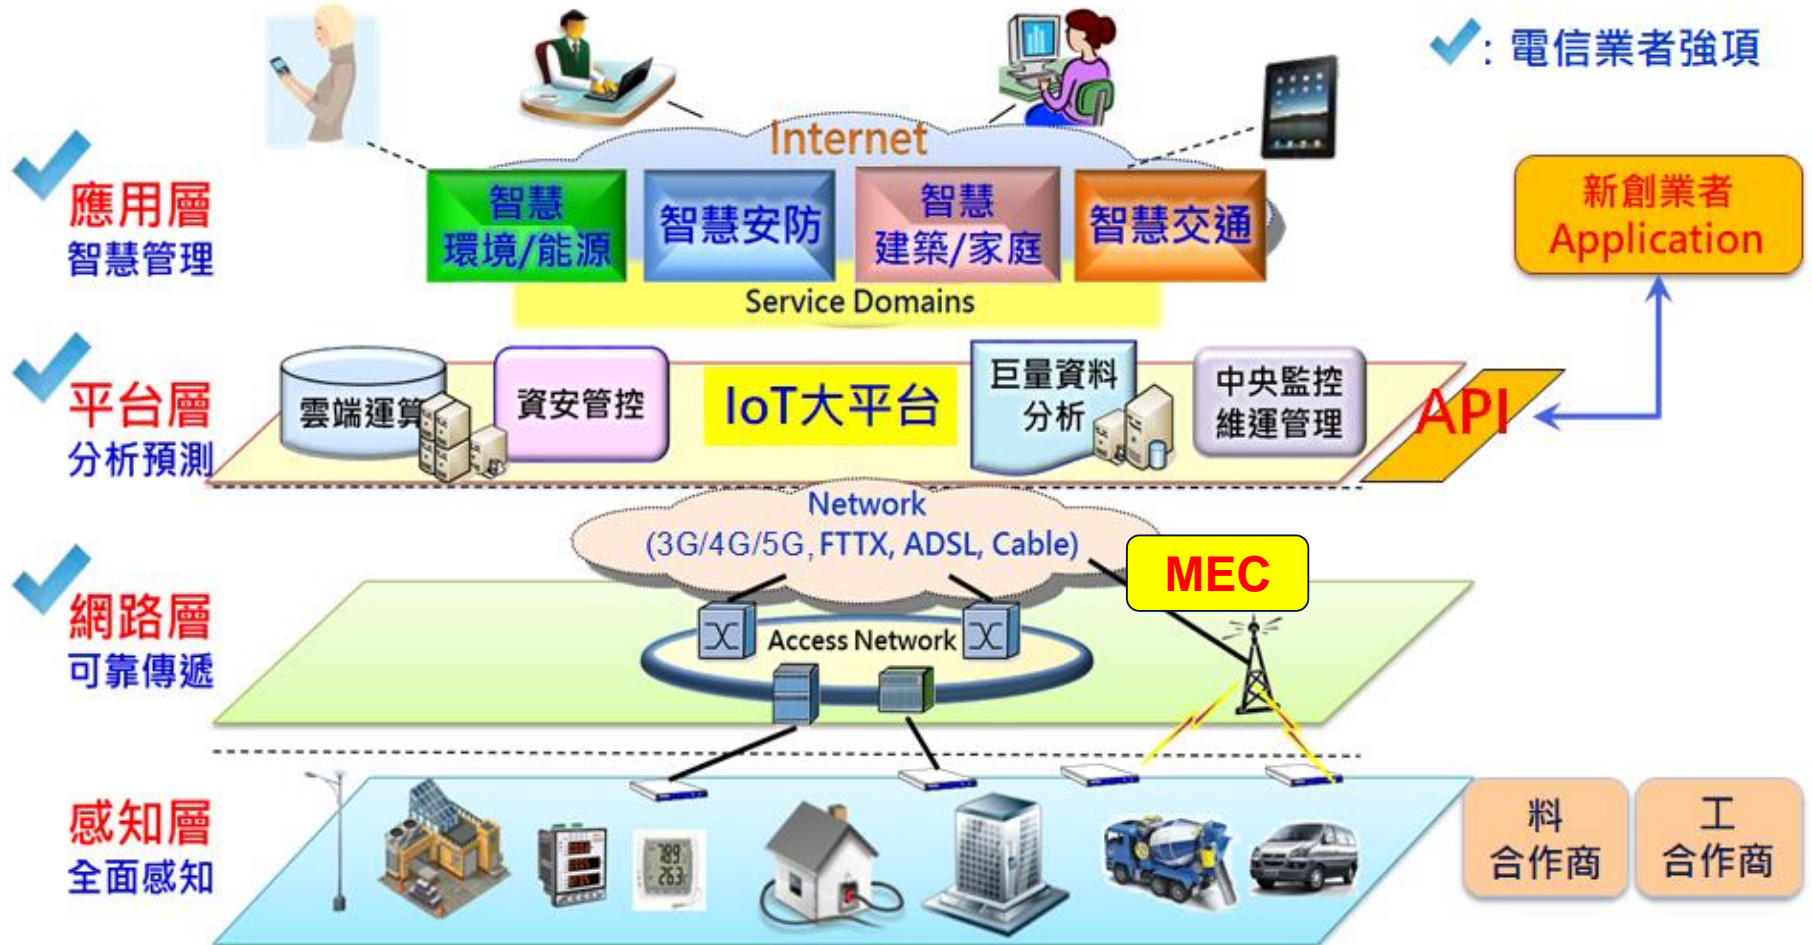 : 電信業者強項
Internet
應用層
智慧管理
智慧
環境/能源
智慧安防
智慧
建築/家庭
智慧交通
Service Domains
新創業者
Application
平台層
分析預測
雲端運算
資安管控
IoT大平台
巨量資料
分析
中央監控
維運管理
API
Network
(3G/4G/5G, FTTX, ADSL, Cable)
MEC
網路層
可靠傳遞
Access Network
感知層
全面感知
789
263
料
合作商
工
合作商